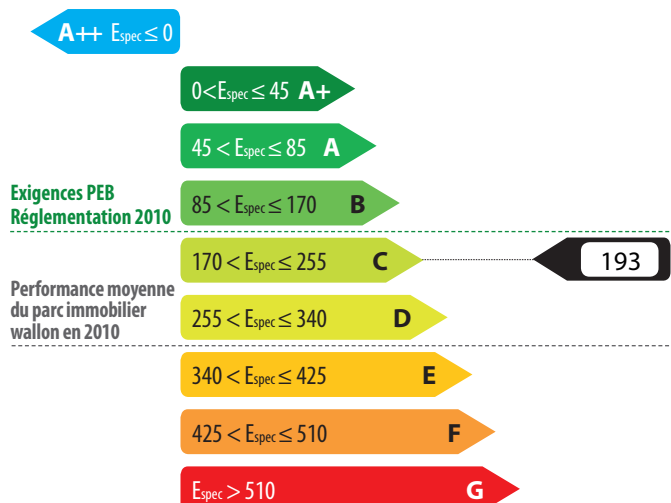 A++ Espec ≤ 0
0<Espec ≤ 45 A+
45 < Espec ≤ 85 A
Exigences PEB
Réglementation 2010
85 < Espec ≤ 170 B
170 < Espec ≤ 255 C
193
Performance moyenne
du parc immobilier
wallon en 2010
255 < Espec ≤ 340 D
340 < Espec ≤ 425 E
425 < Espec ≤ 510 F
Espec > 510 G